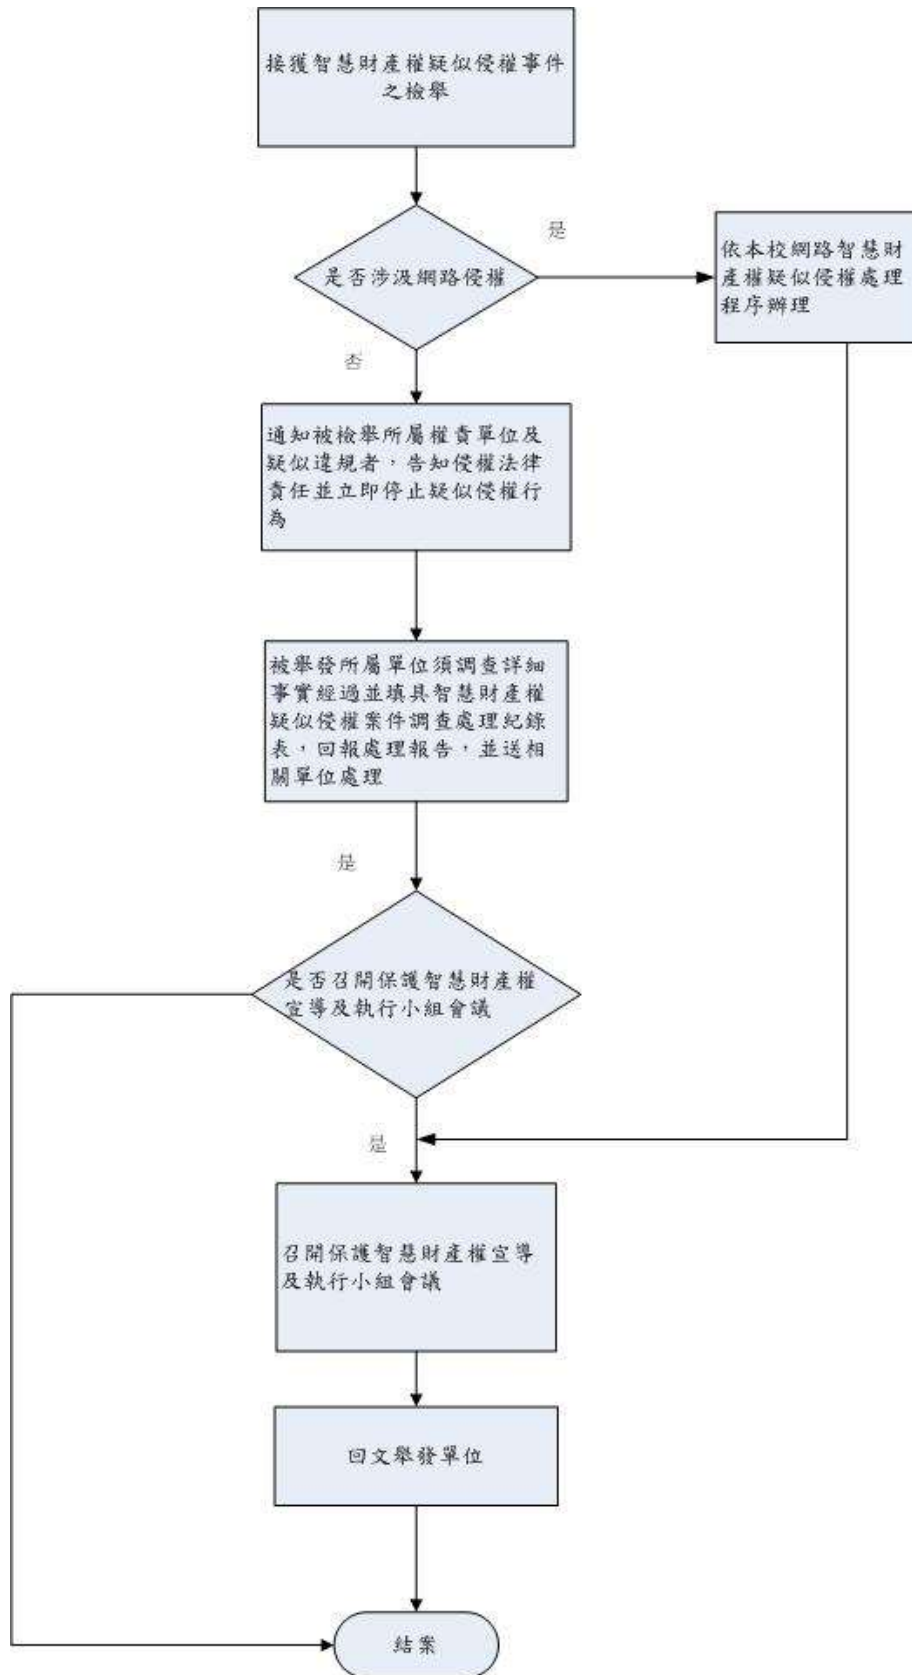 接獲智慧財產權疑似侵權事件
之檢舉
是否涉汲網路侵權
是
依本校網路智慧財
產權疑似侵權處理
程序辦理
否
通知被檢舉所屬權責單位及
疑似違規者，告知侵權法律
責任並立即停止疑似侵權行
為
被舉發所屬單位須調查詳細
事實經過並填具智慧財產權
疑似侵權案件調查處理紀錄
表，回報處理報告，並送相
關單位處理
是
是否召開保護智慧財產權
宣導及執行小組會議
是
召開保護智慧財產權宣導
及執行小組會議
回文舉發單位
結案